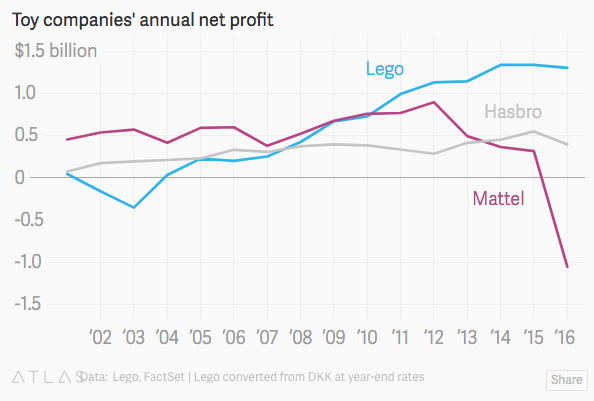 Toy companies' annual net profit
$1.5 billion
Lego
1.0
Hasbro
0.5
0
Mattel
-0.5
-1.0
-1.5
'02 '03 '04 '05 '06 '07 '08 '09 '10 '11 '12 '13 '14 '15 '16
ATLAS Data: Lego, FactSet | Lego converted from DKK at year-end rates
Share